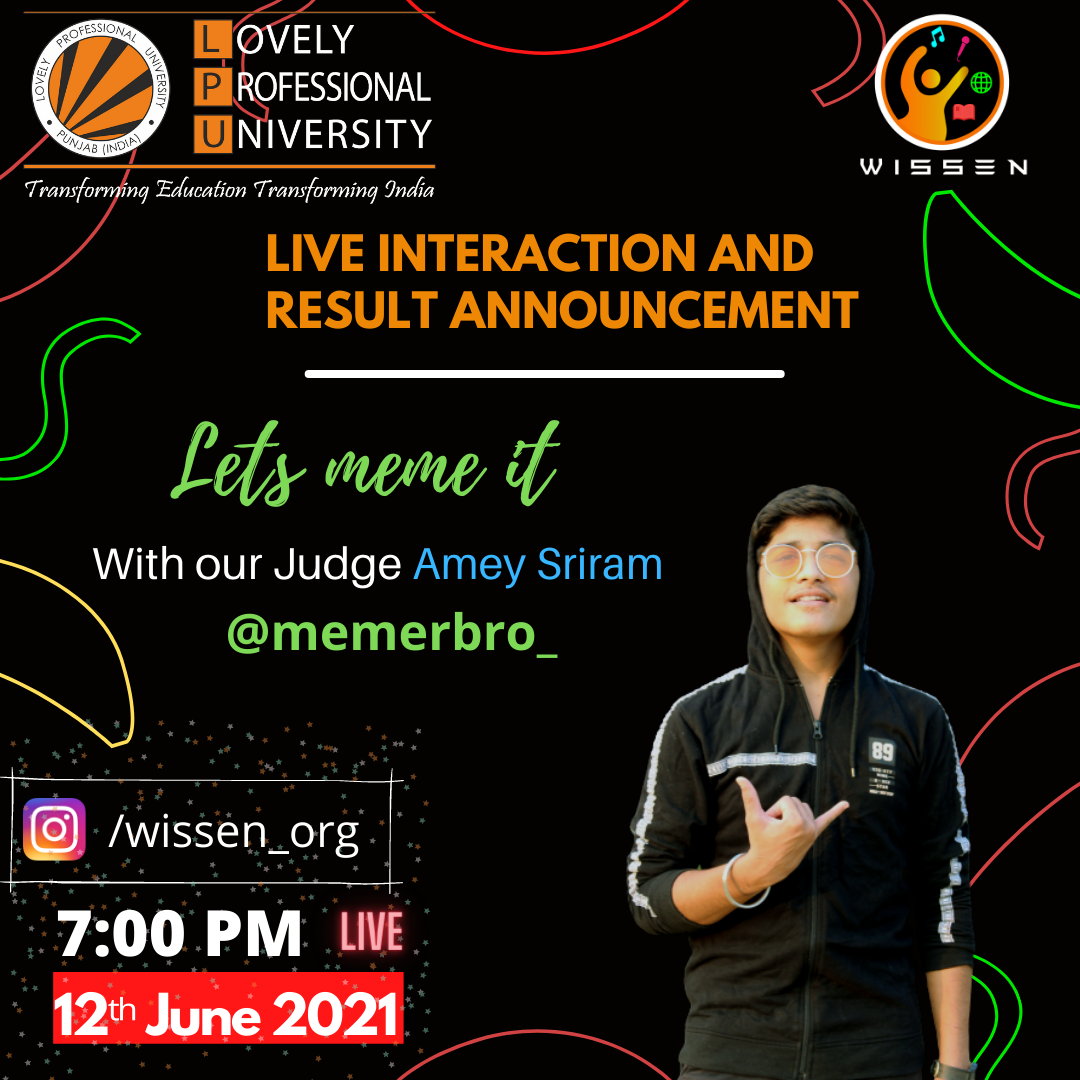 LOVELY
PROFESSIONAL
UNIVERSITY
LOVELY PROFESSIONAL UNIVERSITY
PUNJAB (INDIA)
Transforming Education Transforming India
WISSEN
LIVE INTERACTION AND
RESULT ANNOUNCEMENT
Lets meme it
With our Judge Amey Sriram
@memerbro_
89
/wissen_org
7:00 PM LIVE
12th June 2021